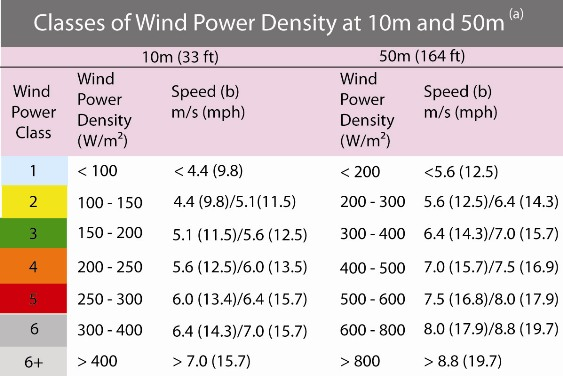 Classes of Wind Power Density at 10m and 50m (a)
10m (33 ft) 50m (164 ft)
Wind Power Class Wind Power Density (W/m²) Speed (b) m/s (mph) Wind Power Density (W/m²) Speed (b) m/s (mph)
1 < 100 < 4.4 (9.8) < 200 <5.6 (12.5)
2 100 - 150 4.4 (9.8)/5.1(11.5) 200 - 300 5.6 (12.5)/6.4 (14.3)
3 150 - 200 5.1 (11.5)/5.6 (12.5) 300 - 400 6.4 (14.3)/7.0 (15.7)
4 200 - 250 5.6 (12.5)/6.0 (13.5) 400 - 500 7.0 (15.7)/7.5 (16.9)
5 250 - 300 6.0 (13.4)/6.4 (15.7) 500 - 600 7.5 (16.8)/8.0 (17.9)
6 300 - 400 6.4 (14.3)/7.0 (15.7) 600 - 800 8.0 (17.9)/8.8 (19.7)
6+ > 400 > 7.0 (15.7) > 800 > 8.8 (19.7)